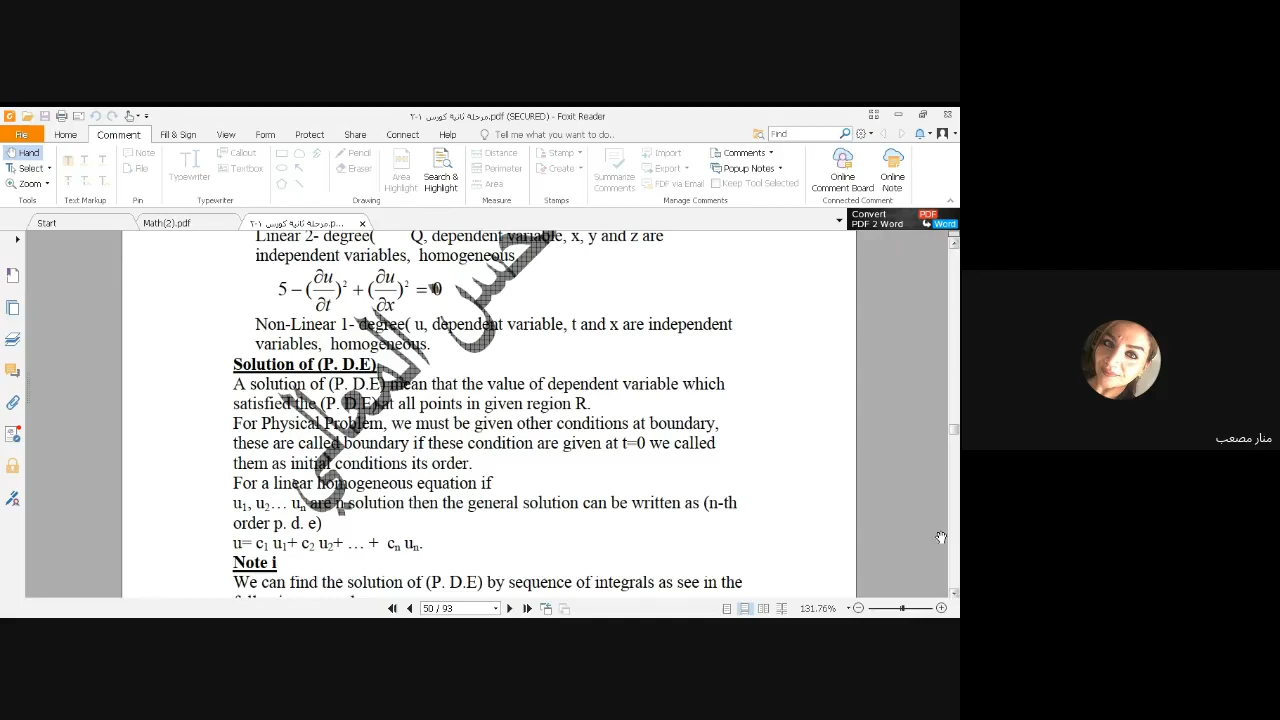 مرحلة ثانية كورس ٢٠١.pdf (SECURED) - Foxit Reader
File Home Comment Fill & Sign View Form Protect Share Connect Help Tell me what you want to do.. Find
Hand
Select
Zoom
Tools
Text Markup
Note
File
Pin
Typewriter
Callout
Textbox
Typewriter
Pencil
Eraser
Drawing
Area Highlight
Search & Highlight
Distance
Perimeter
Area
Measure
Stamp
Create
Stamps
Summarize Comments
Import
Export
FDF via Email
Comments
Popup Notes
Keep Tool Selected
Manage Comments
Online Comment Board
Online Note
Connected Comment
Start Math(2).pdf مرحلة ثانية كورس ٢٠١.p...
Convert PDF
PDF 2 Word Word
Linear 2- degree( Q, dependent variable, x, y and z are
independent variables, homogeneous
5 − (∂u/∂t)² + (∂u/∂x)² = 0
Non-Linear 1- degree( u, dependent variable, t and x are independent
variables, homogeneous.
Solution of (P. D.E)
A solution of (P. D.E) mean that the value of dependent variable which
satisfied the (P. D.E) at all points in given region R.
For Physical Problem, we must be given other conditions at boundary,
these are called boundary if these condition are given at t=0 we called
them as initial conditions its order.
For a linear homogeneous equation if
u₁, u₂… uₙ are n solution then the general solution can be written as (n-th
order p. d. e)
u= c₁ u₁+ c₂ u₂+ … + cₙ uₙ.
Note i
We can find the solution of (P. D.E) by sequence of integrals as see in the
50 / 93
131.76%
منار مصعب